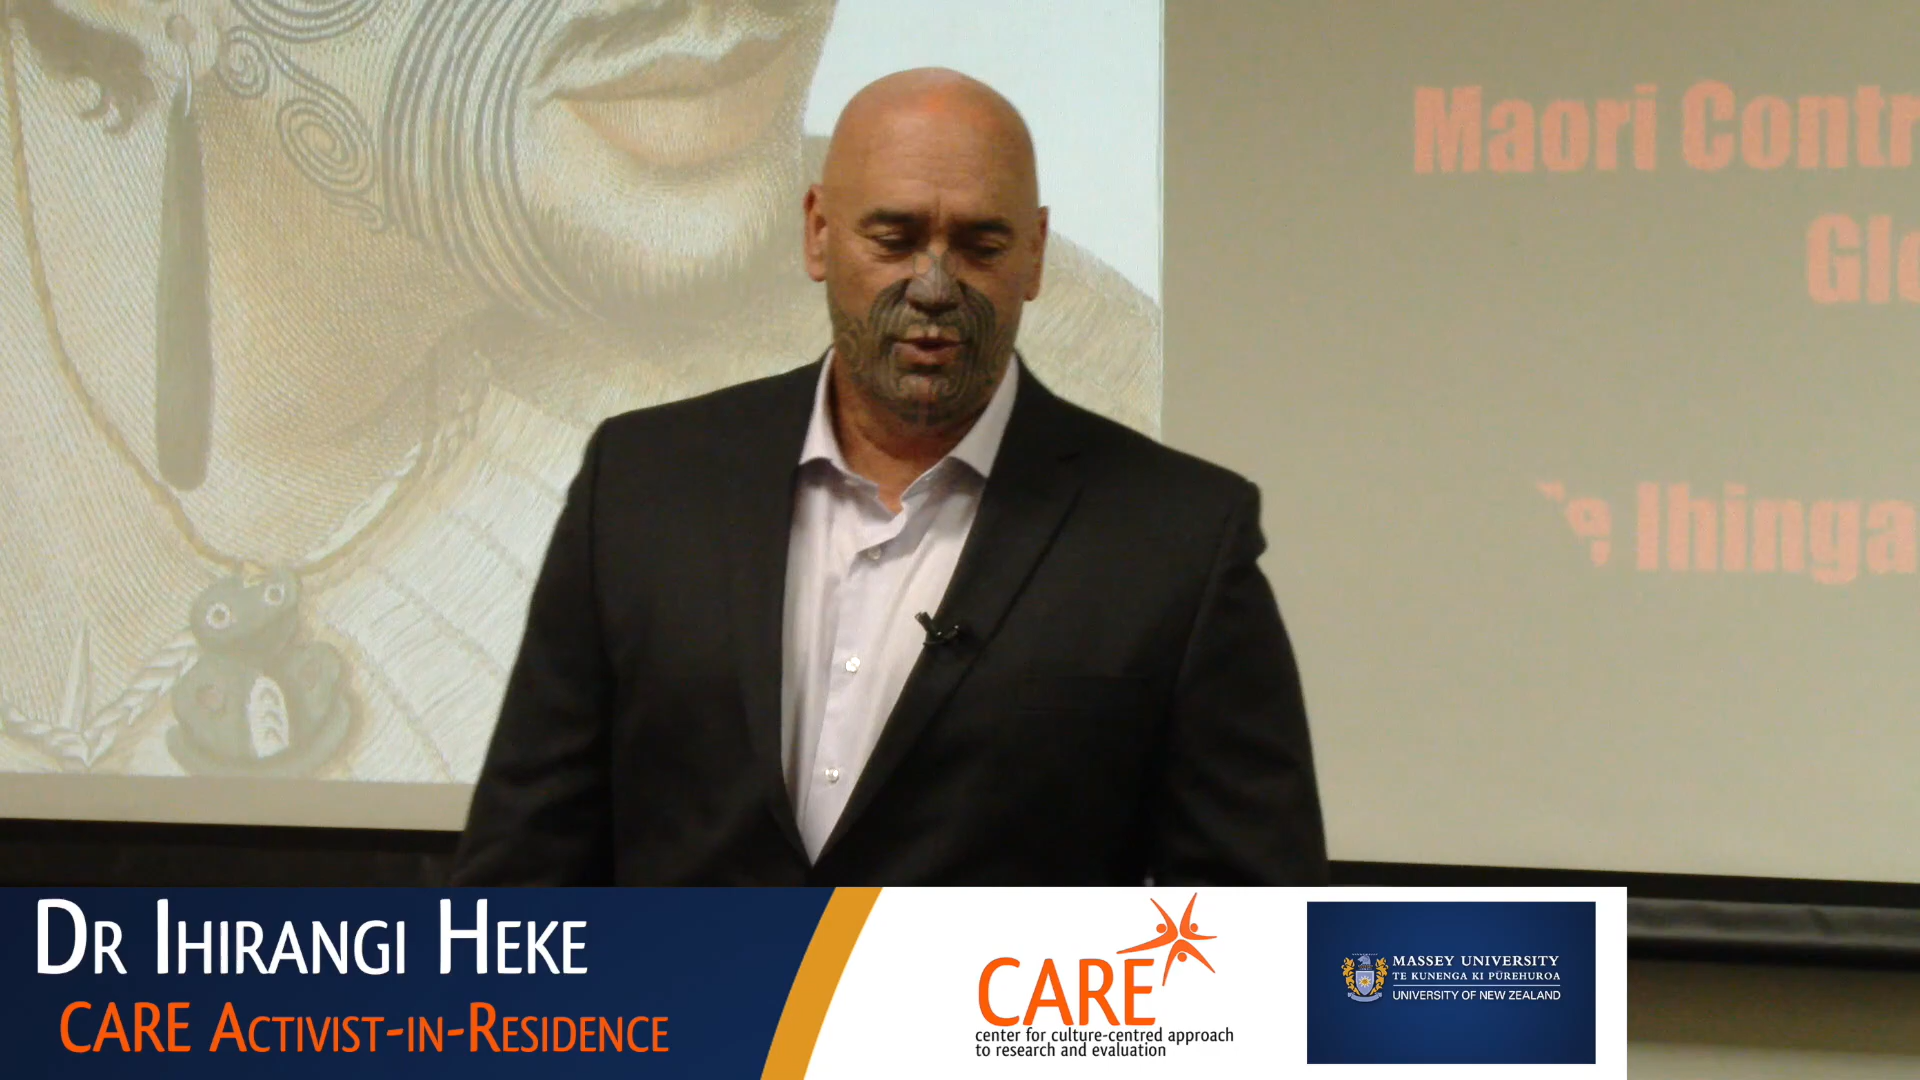 Maori Contr
Gl
Ihinga
DR IHIRANGI HEKE
CARE ACTIVIST-IN-RESIDENCE
CARE
center for culture-centred approach
to research and evaluation
MASSEY UNIVERSITY
TE KUNENGA KI PŪREHUROA
UNIVERSITY OF NEW ZEALAND